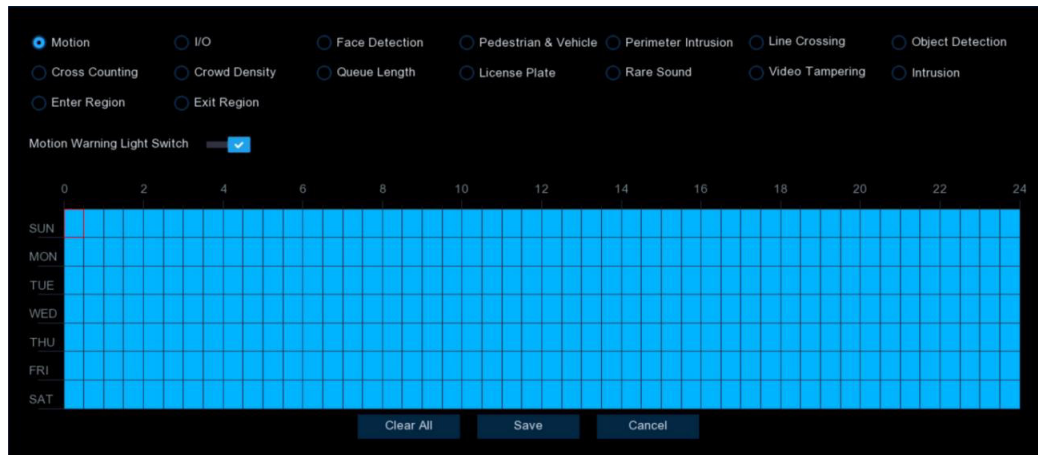 Motion I/O Face Detection Pedestrian & Vehicle Perimeter Intrusion Line Crossing Object Detection
Cross Counting Crowd Density Queue Length License Plate Rare Sound Video Tampering Intrusion
Enter Region Exit Region
Motion Warning Light Switch
0 2 4 6 8 10 12 14 16 18 20 22 24
SUN
MON
TUE
WED
THU
FRI
SAT
Clear All Save Cancel